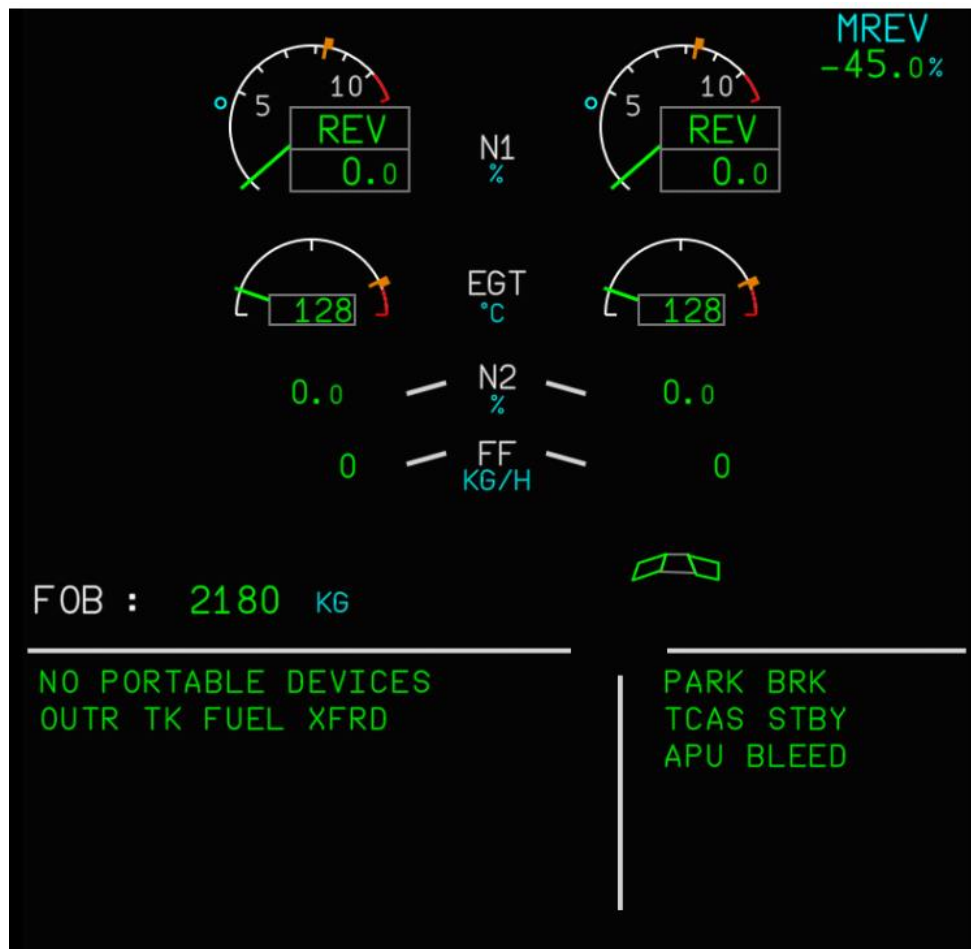 MREV
-45.0%
5 10
REV
0.0
N1
%
5 10
REV
0.0
128
EGT
°C
128
0.0
N2
%
0.0
0
FF
KG/H
0
FOB : 2180 KG
NO PORTABLE DEVICES
OUTR TK FUEL XFRD
PARK BRK
TCAS STBY
APU BLEED